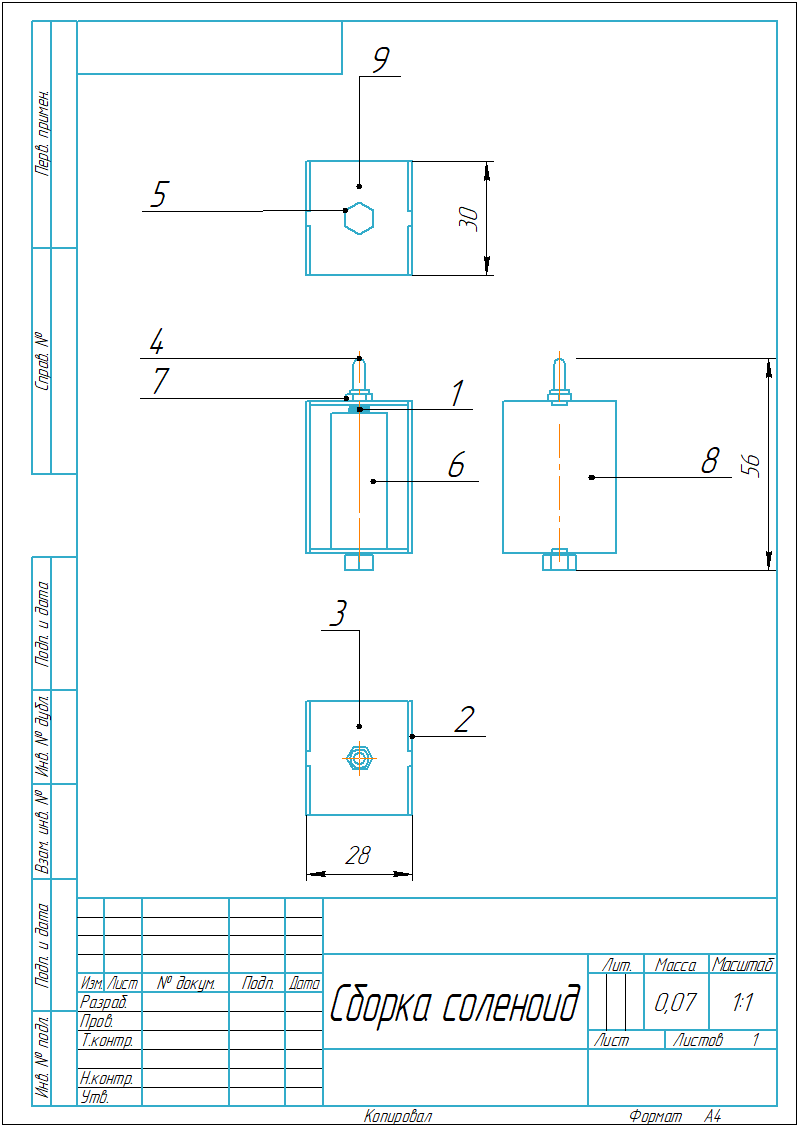 9
Перв. примен.
5
30
4
Справ. №
7
1
6
8
56
3
Подп. и дата
2
Инв. № дубл.
Взам. инв. №
28
Подп. и дата
Изм. Лист № докум. Подп. Дата
Разраб.
Пров.
Т.контр.
Н.контр.
Утв.
Сборка соленоид
Лит. Масса Масштаб
0,07 1:1
Лист Листов 1
Инв. № подл.
Копировал Формат А4